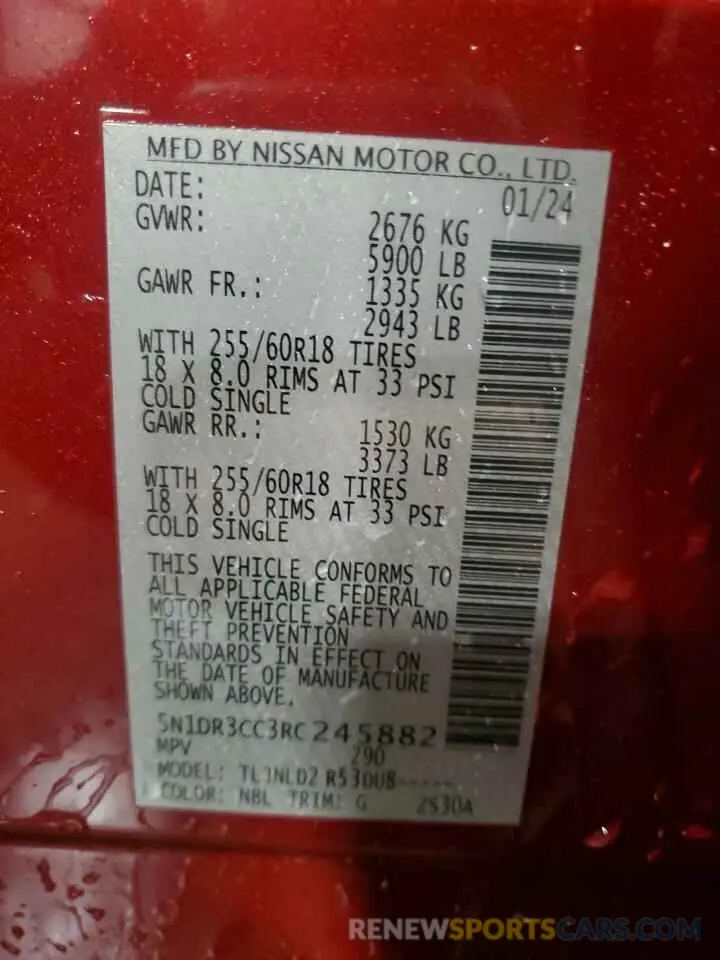 MFD BY NISSAN MOTOR CO., LTD.
DATE: 01/24
GVWR: 2676 KG
5900 LB
GAWR FR.: 1335 KG
2943 LB
WITH 255/60R18 TIRES
18 X 8.0 RIMS AT 33 PSI
COLD SINGLE
GAWR RR.: 1530 KG
3373 LB
WITH 255/60R18 TIRES
18 X 8.0 RIMS AT 33 PSI
COLD SINGLE
THIS VEHICLE CONFORMS TO
ALL APPLICABLE FEDERAL
MOTOR VEHICLE SAFETY AND
THEFT PREVENTION
STANDARDS IN EFFECT ON
THE DATE OF MANUFACTURE
SHOWN ABOVE.
5N1DR3CC3RC245882
MPV 290
MODEL: R53DU8-----
COLOR: NBL TRIM: G 2S30A
RENEWSPORTSCARS.COM